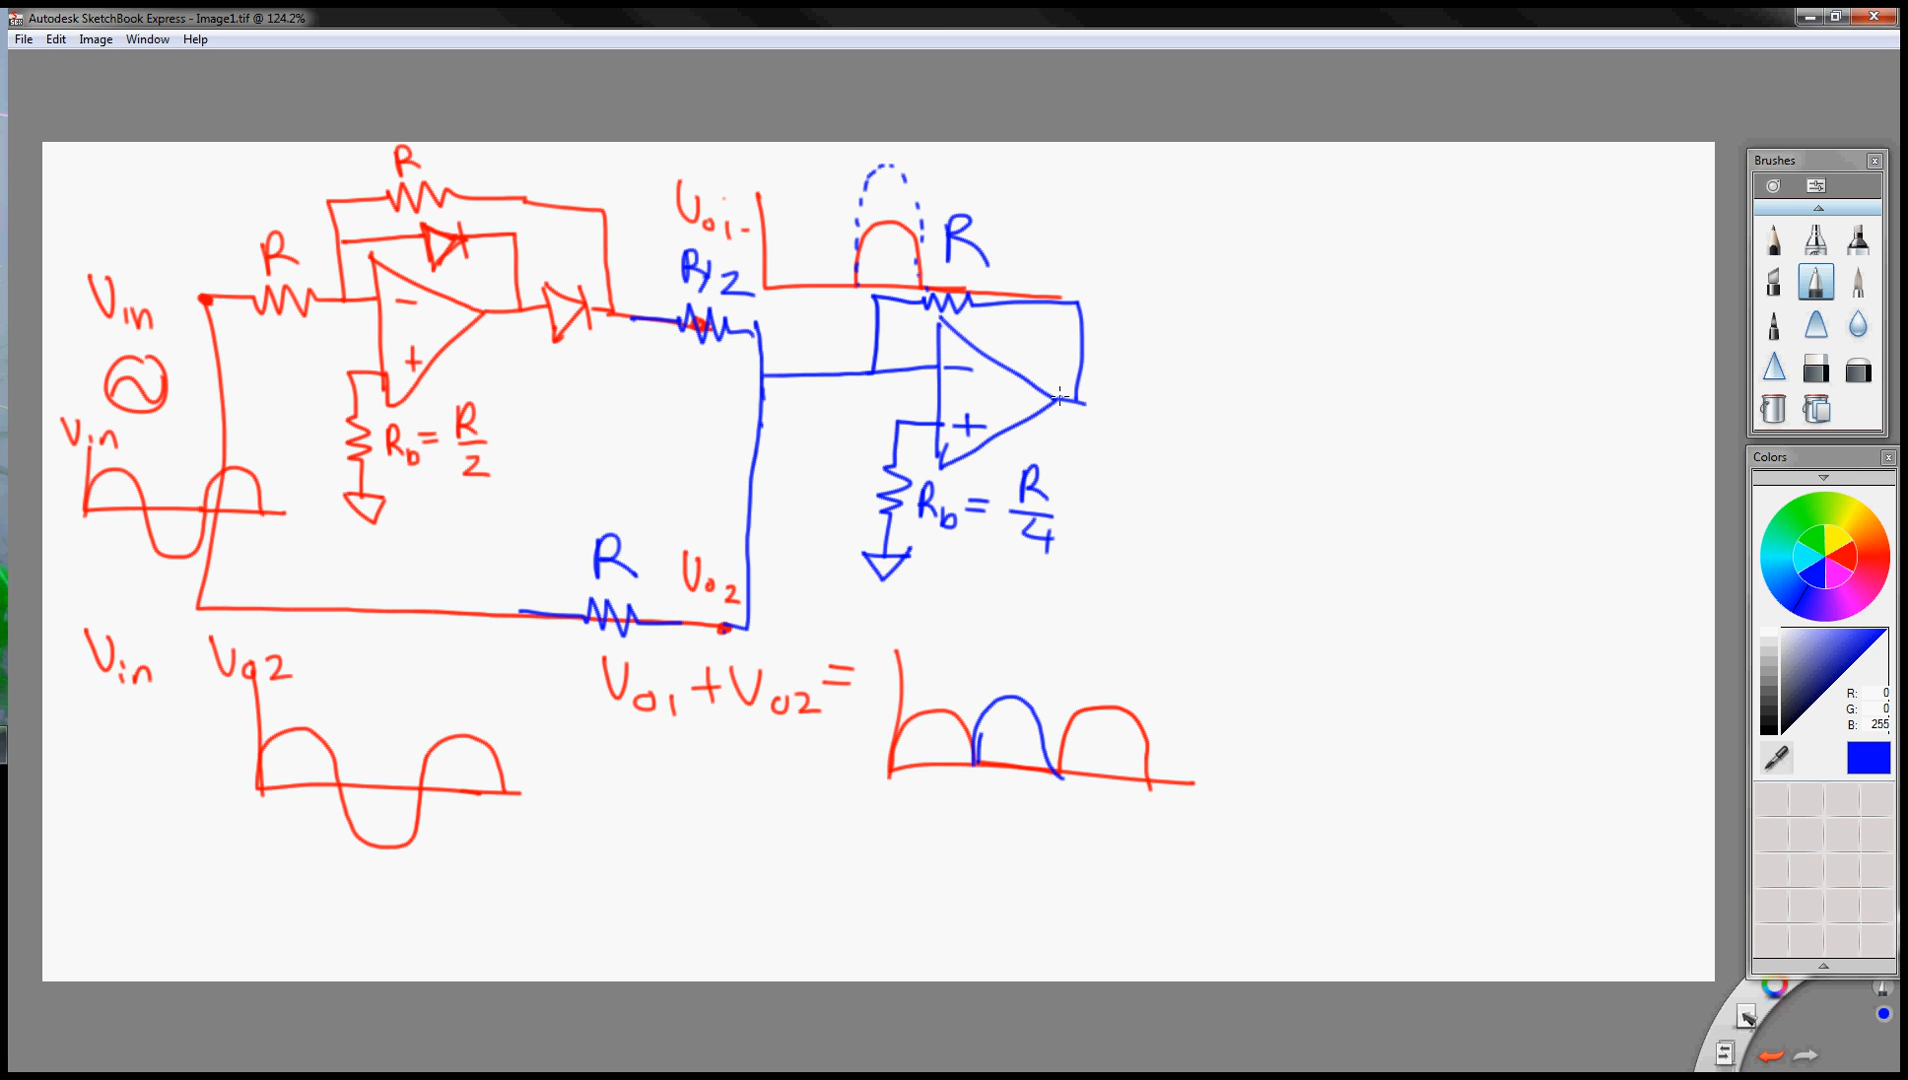 Autodesk SketchBook Express - Image1.tif @ 124.2%
File Edit Image Window Help
R
R
Vin
-
+
Rb = R/2
Vin
Vo1-
R/2
R
-
+
Rb = R/4
R
Vo2
Vin
Vo2
Vo1 + Vo2 =
Brushes
Colors
R: 0
G: 0
B: 255